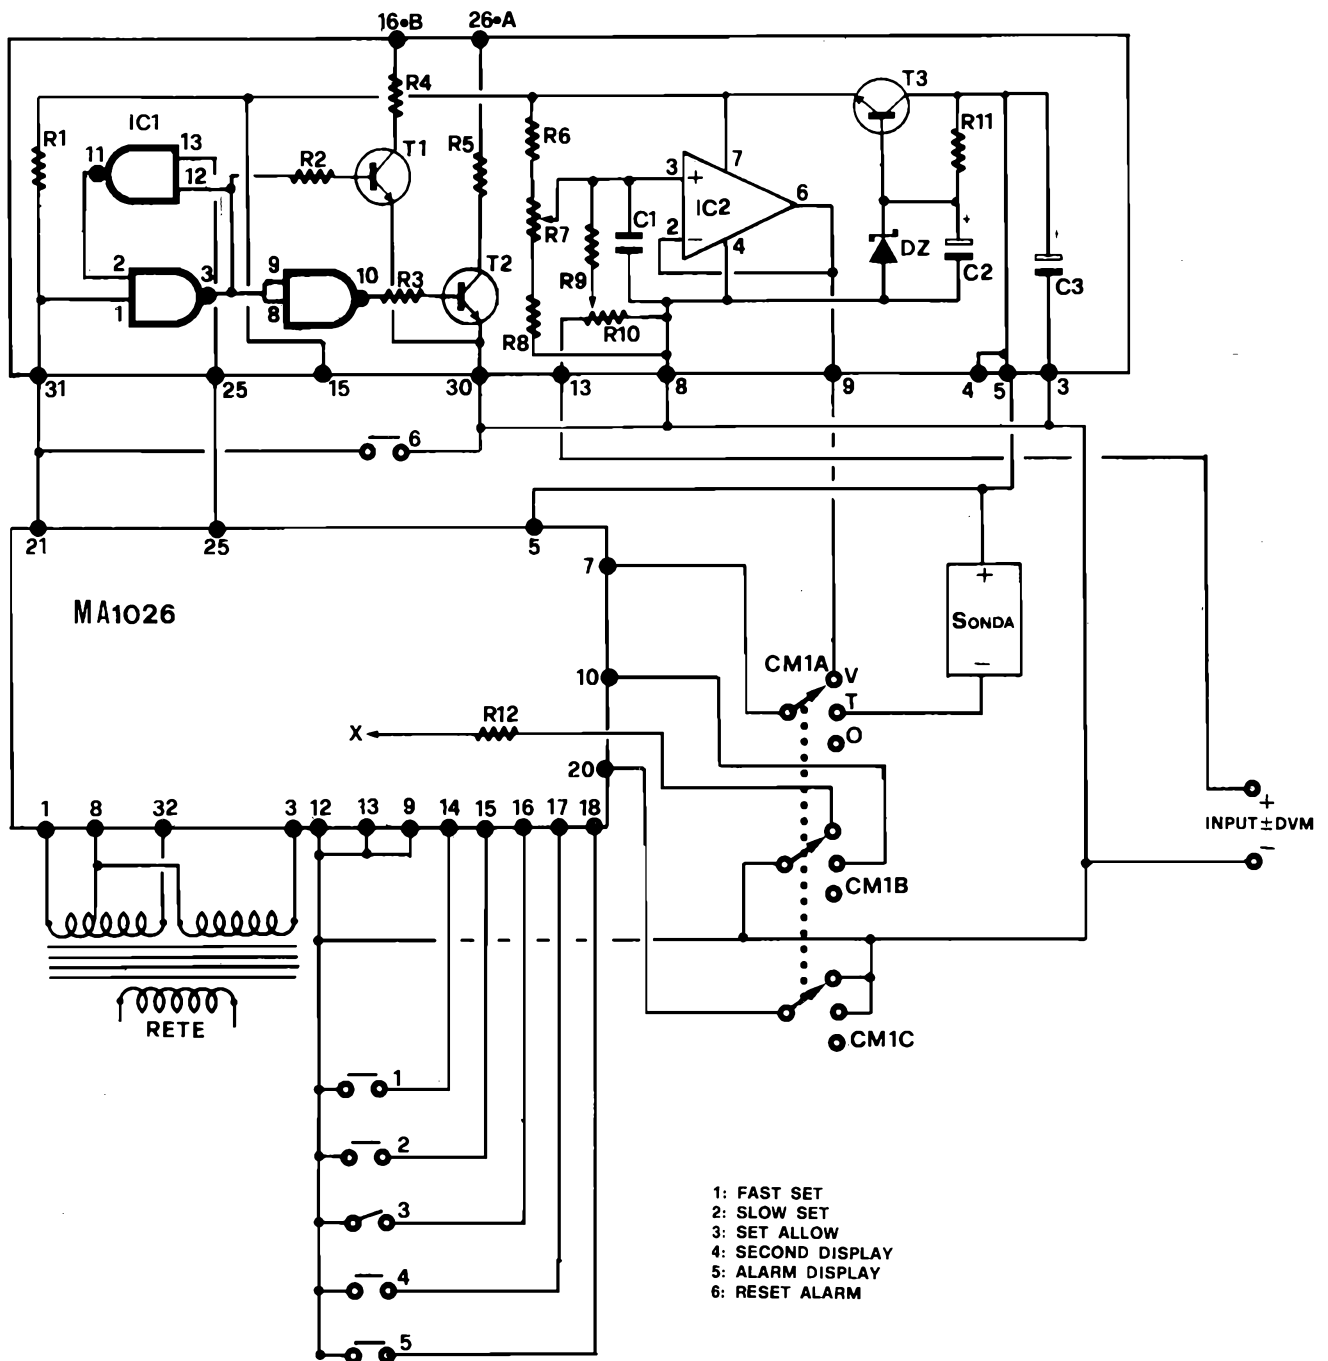 16•B 26•A
R4
T3
IC1
R1
11
13
12
R2
T1
R5
R6
R11
7
3
+
IC2
6
R7
C1
2
−
4
DZ
+
C2
+
C3
2
3
1
9
8
10
R3
T2
R9
R8
R10
31
25
15
30
13
8
9
4
5
3
6
21
25
5
7
MA1026
+
SONDA
−
10
CM1A
V
T
O
R12
X
20
1
8
32
3
12
13
9
14
15
16
17
18
+
INPUT±DVM
−
CM1B
RETE
CM1C
1
2
3
4
5
1: FAST SET
2: SLOW SET
3: SET ALLOW
4: SECOND DISPLAY
5: ALARM DISPLAY
6: RESET ALARM